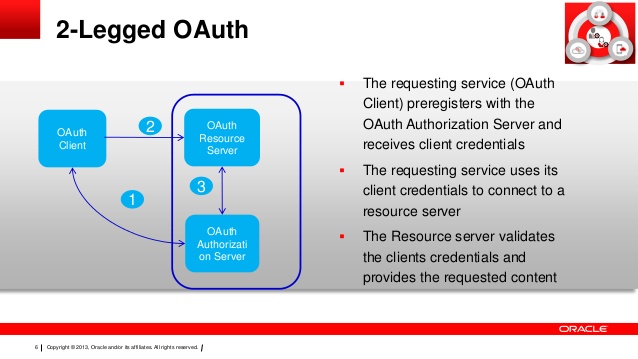 2-Legged OAuth
OAuth
Client
2
OAuth
Resource
Server
1
3
OAuth
Authorizati
on Server
▪ The requesting service (OAuth
Client) preregisters with the
OAuth Authorization Server and
receives client credentials
▪ The requesting service uses its
client credentials to connect to a
resource server
▪ The Resource server validates
the clients credentials and
provides the requested content
ORACLE
6 | Copyright © 2013, Oracle and/or its affiliates. All rights reserved. /